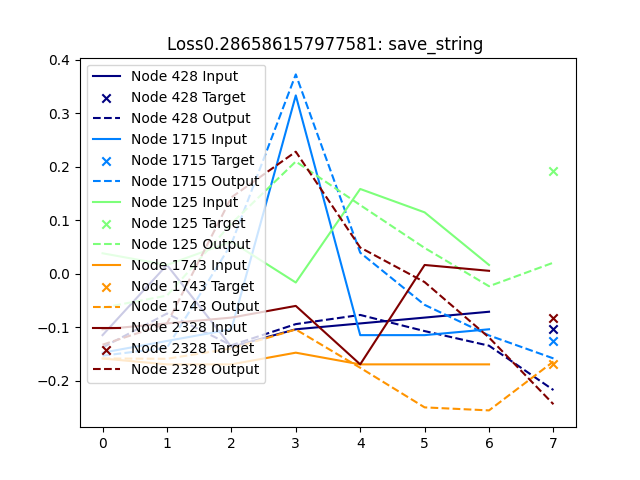 Loss0.286586157977581: save_string
0.4
0.3
0.2
0.1
0.0
−0.1
−0.2
Node 428 Input
Node 428 Target
Node 428 Output
Node 1715 Input
Node 1715 Target
Node 1715 Output
Node 125 Input
Node 125 Target
Node 125 Output
Node 1743 Input
Node 1743 Target
Node 1743 Output
Node 2328 Input
Node 2328 Target
Node 2328 Output
0 1 2 3 4 5 6 7